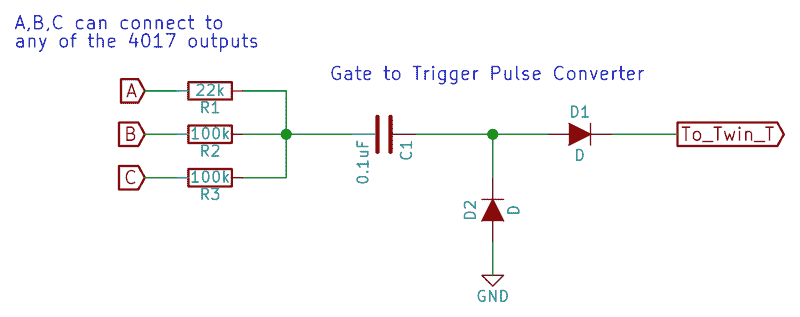 A,B,C can connect to
any of the 4017 outputs
Gate to Trigger Pulse Converter
A
22k
R1
B
100k
R2
C
100k
R3
0.1uF
C1
D1
D
To_Twin_T
D2
D
GND